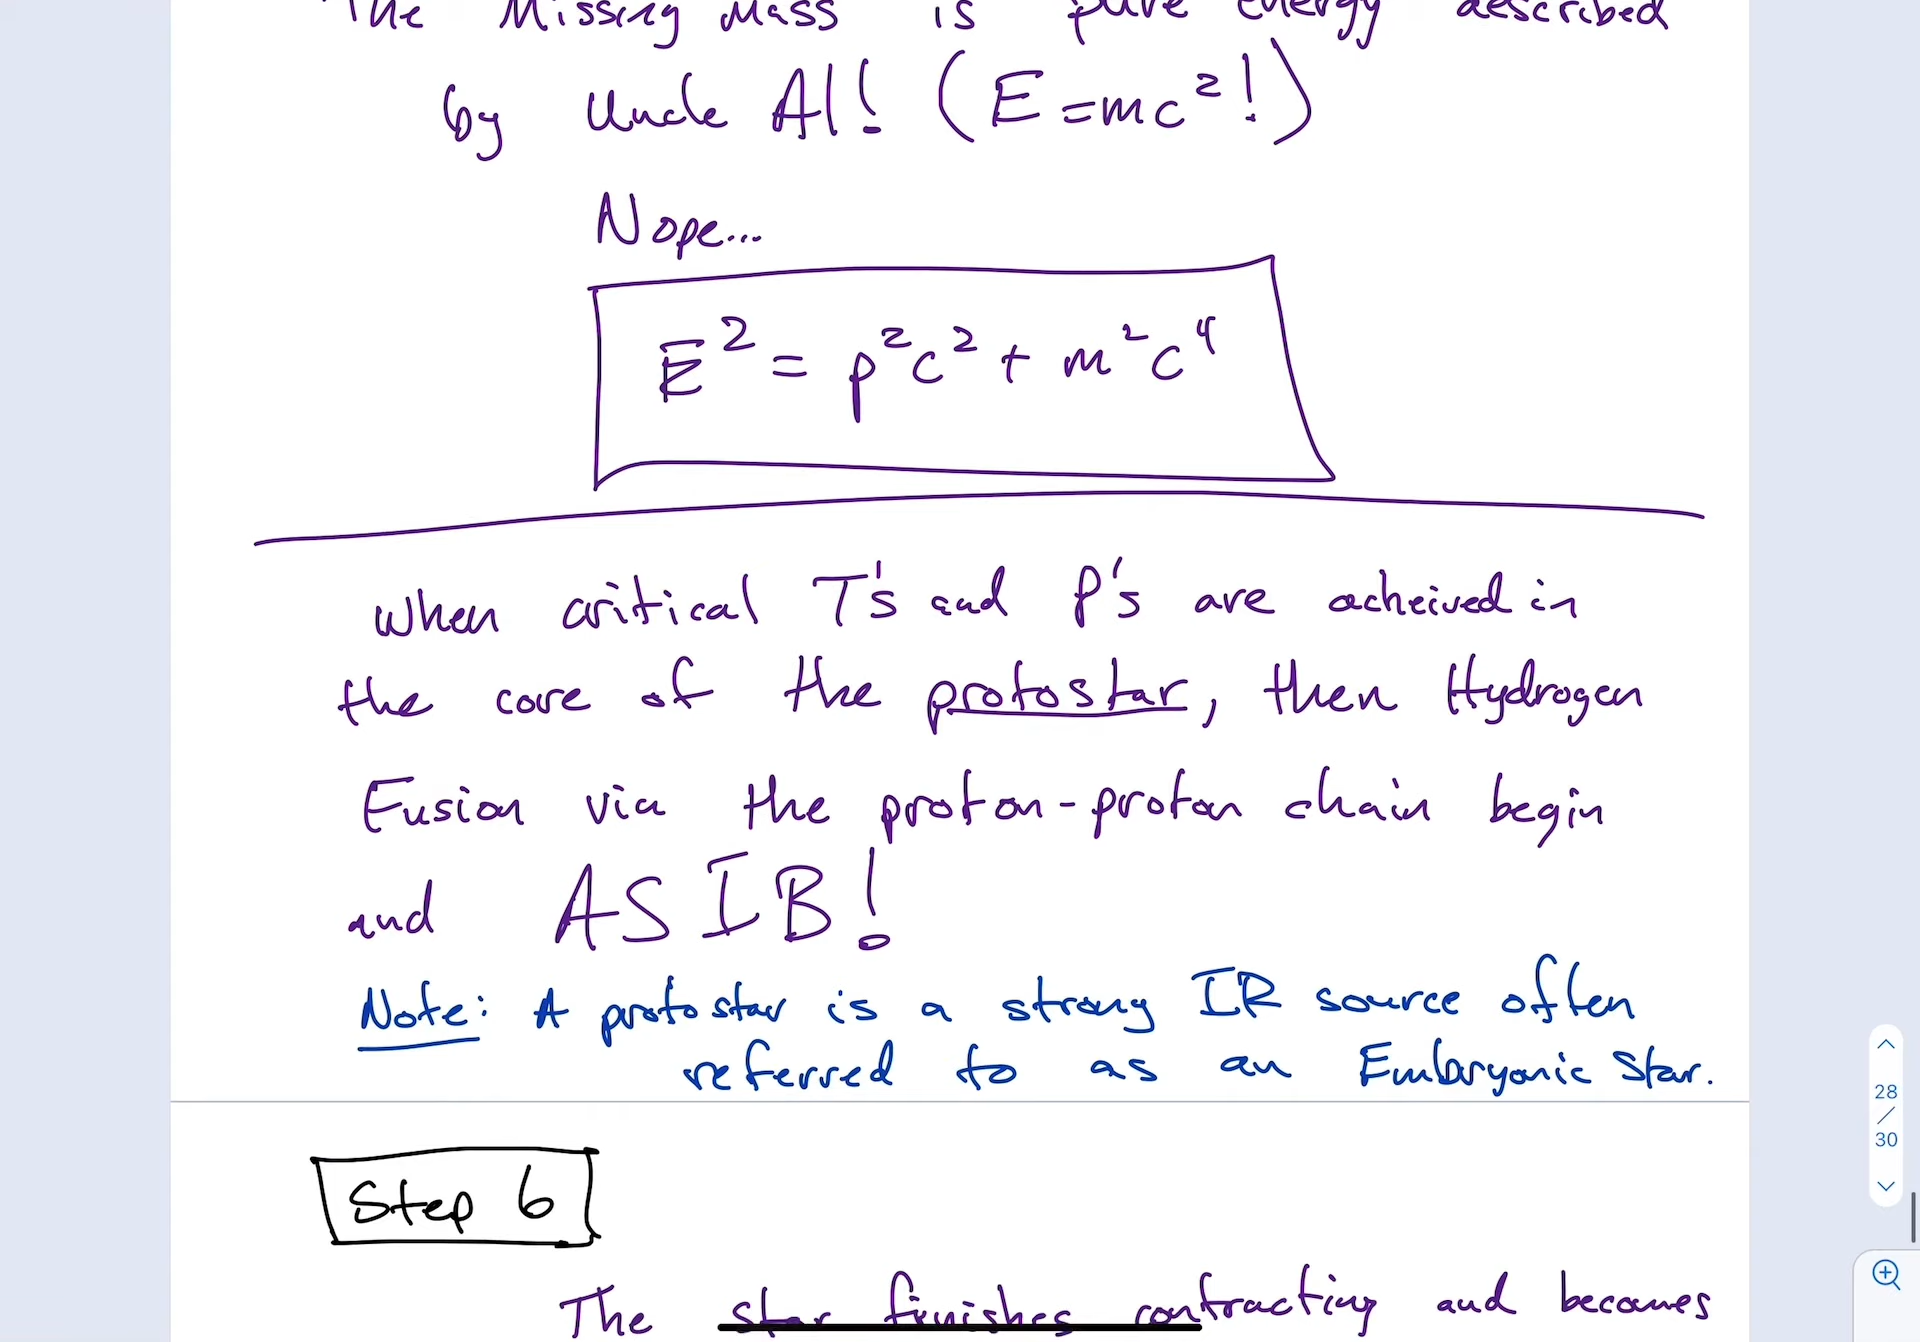 The Missing Mass is pure energy described
by Uncle Al! (E=mc²!)
Nope...
E² = p²c² + m²c⁴
When critical T's and P's are acheived in
the core of the protostar, then Hydrogen
Fusion via the proton-proton chain begin
and ASIB!
Note: A protostar is a strong IR source often
referred to as an Embryonic Star.
Step 6
The star finishes contracting and becomes
28
/
30